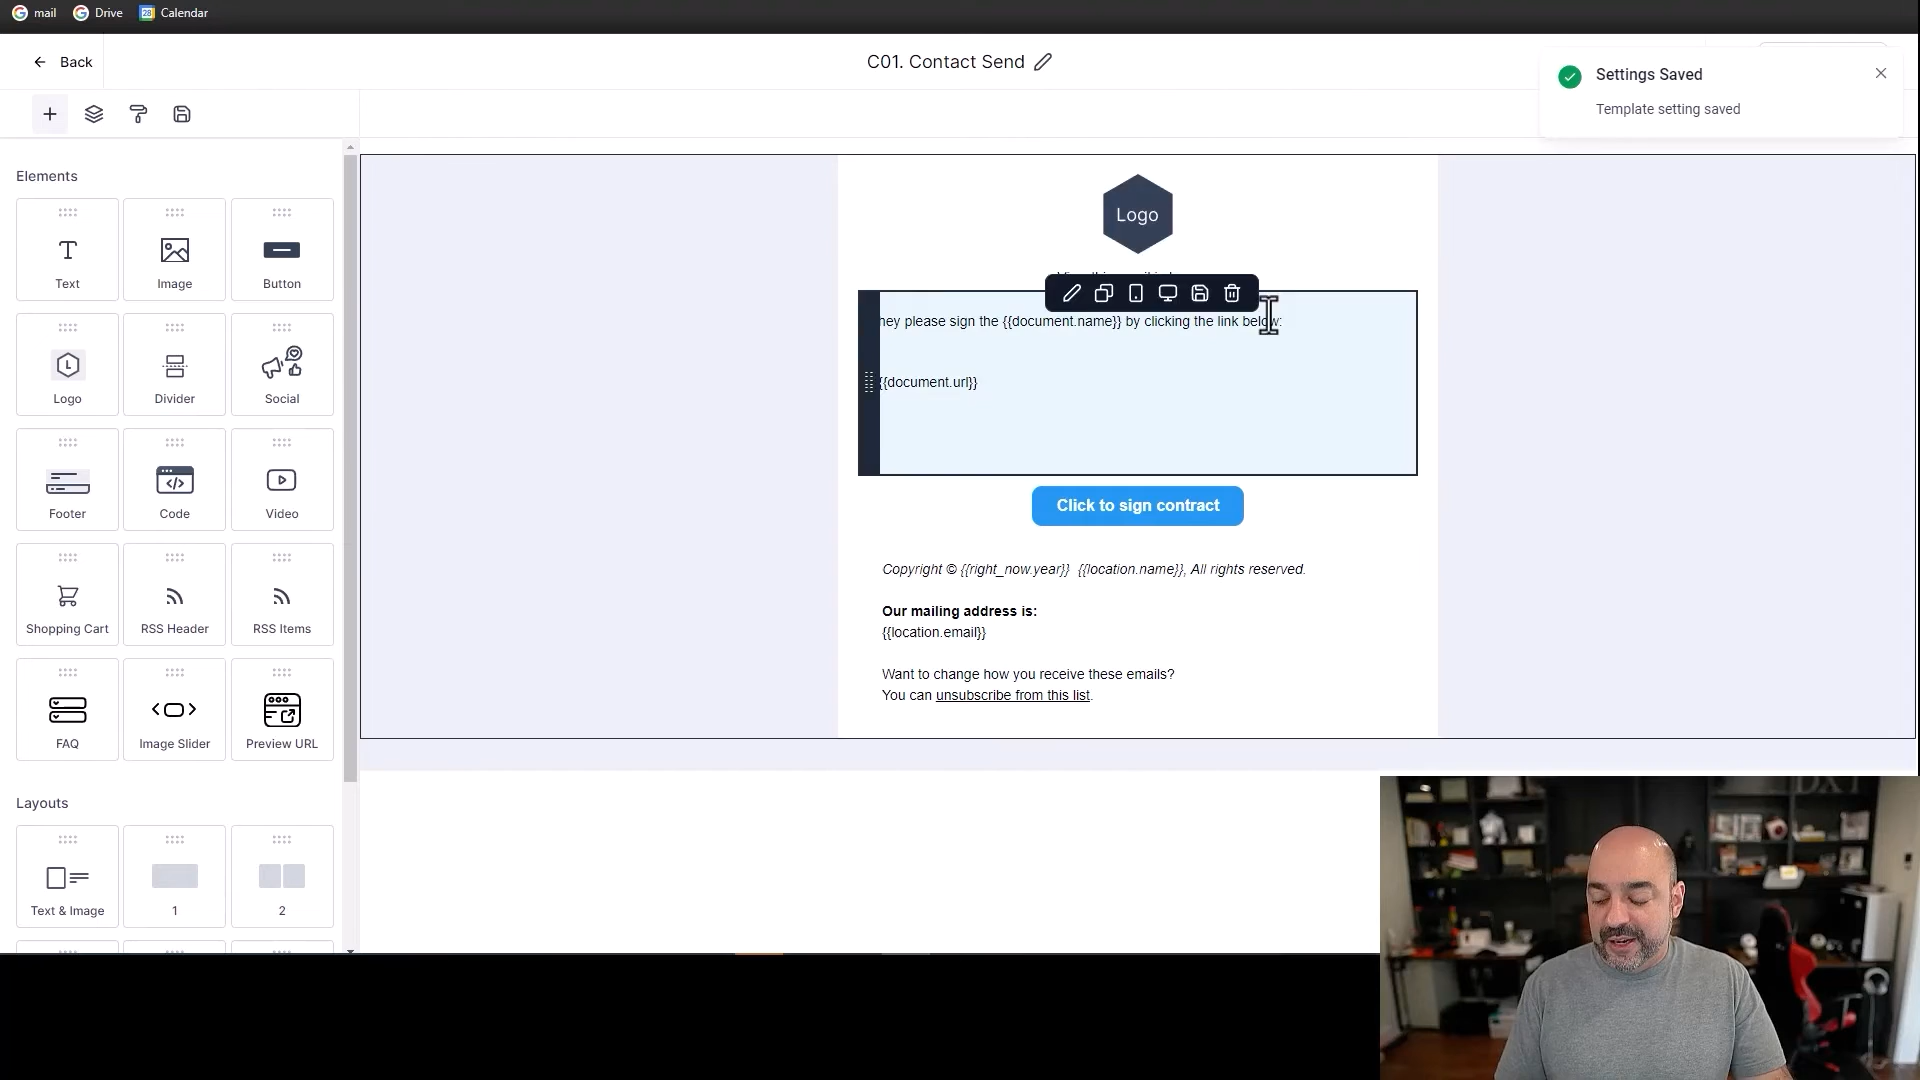 mail Drive 28 Calendar
Back
C01. Contact Send
Settings Saved
Template setting saved
Elements
Text Image Button
L
Logo Divider Social
Footer Code Video
Shopping Cart RSS Header RSS Items
FAQ Image Slider Preview URL
Layouts
Text & Image 1 2
Logo
hey please sign the {{document.name}} by clicking the link below:
{{document.url}}
Click to sign contract
Copyright © {{right_now.year}} {{location.name}}, All rights reserved.
Our mailing address is:
{{location.email}}
Want to change how you receive these emails?
You can unsubscribe from this list.